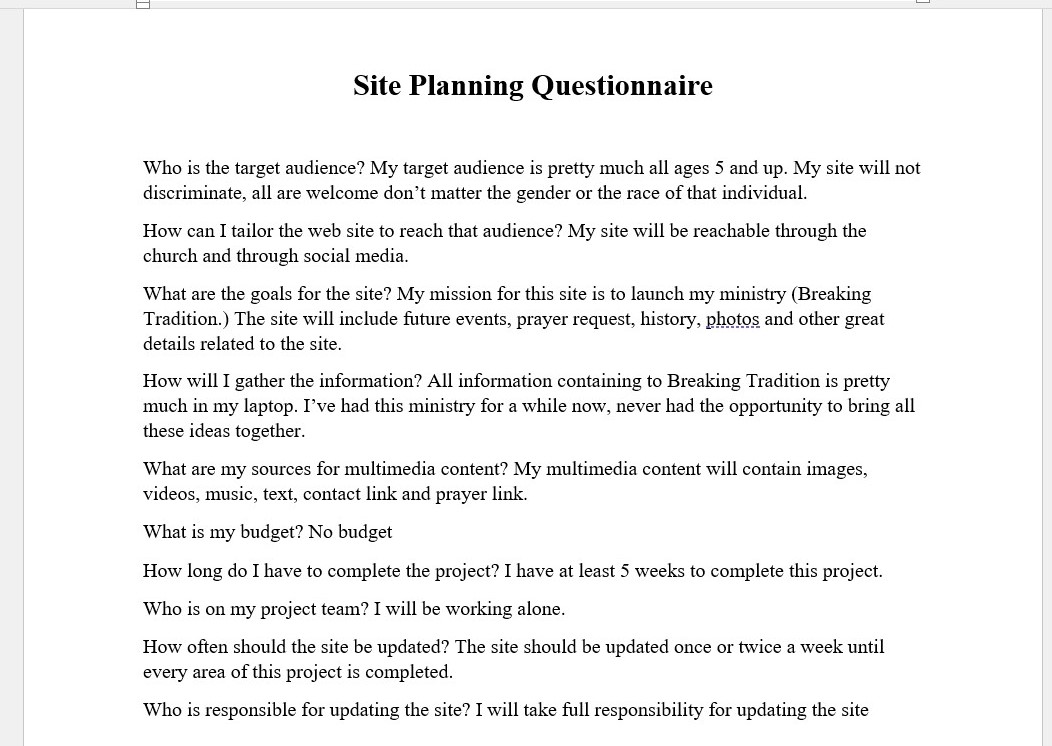 Site Planning Questionnaire
Who is the target audience? My target audience is pretty much all ages 5 and up. My site will not
discriminate, all are welcome don’t matter the gender or the race of that individual.
How can I tailor the web site to reach that audience? My site will be reachable through the
church and through social media.
What are the goals for the site? My mission for this site is to launch my ministry (Breaking
Tradition.) The site will include future events, prayer request, history, photos and other great
details related to the site.
How will I gather the information? All information containing to Breaking Tradition is pretty
much in my laptop. I’ve had this ministry for a while now, never had the opportunity to bring all
these ideas together.
What are my sources for multimedia content? My multimedia content will contain images,
videos, music, text, contact link and prayer link.
What is my budget? No budget
How long do I have to complete the project? I have at least 5 weeks to complete this project.
Who is on my project team? I will be working alone.
How often should the site be updated? The site should be updated once or twice a week until
every area of this project is completed.
Who is responsible for updating the site? I will take full responsibility for updating the site